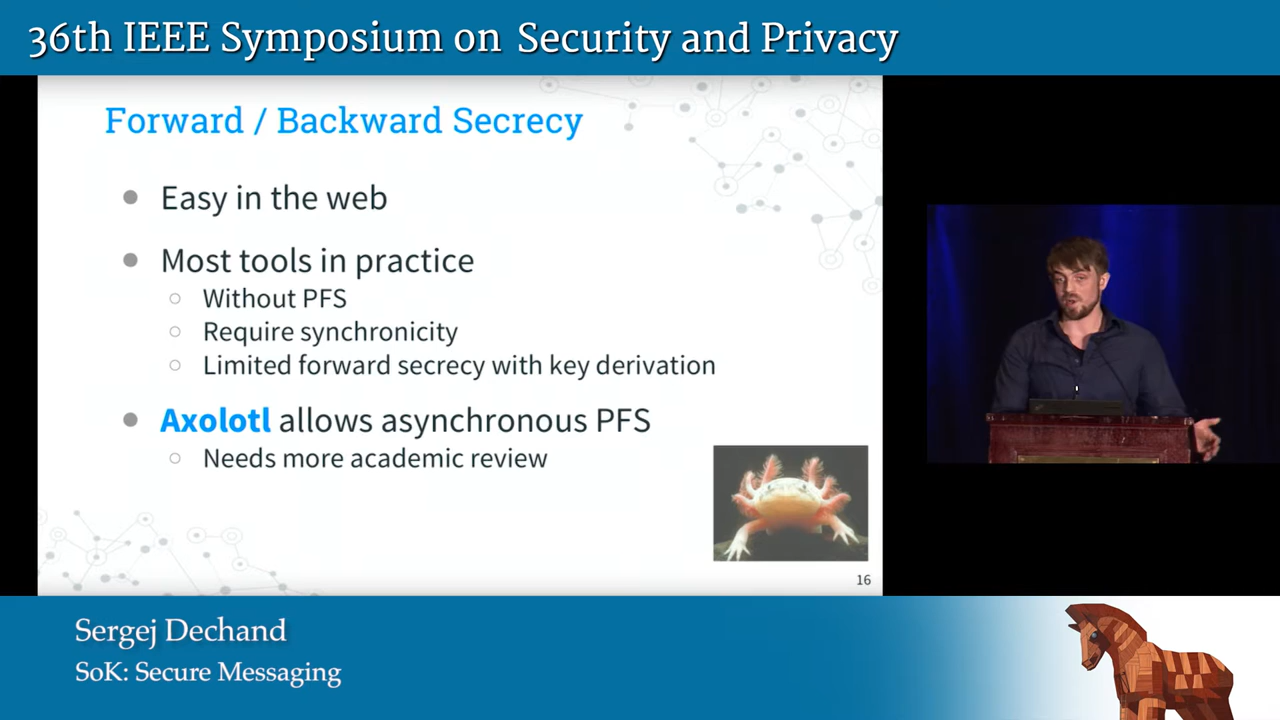 36th IEEE Symposium on Security and Privacy
Forward / Backward Secrecy
Easy in the web
Most tools in practice
Without PFS
Require synchronicity
Limited forward secrecy with key derivation
Axolotl allows asynchronous PFS
Needs more academic review
16
Sergej Dechand
SoK: Secure Messaging